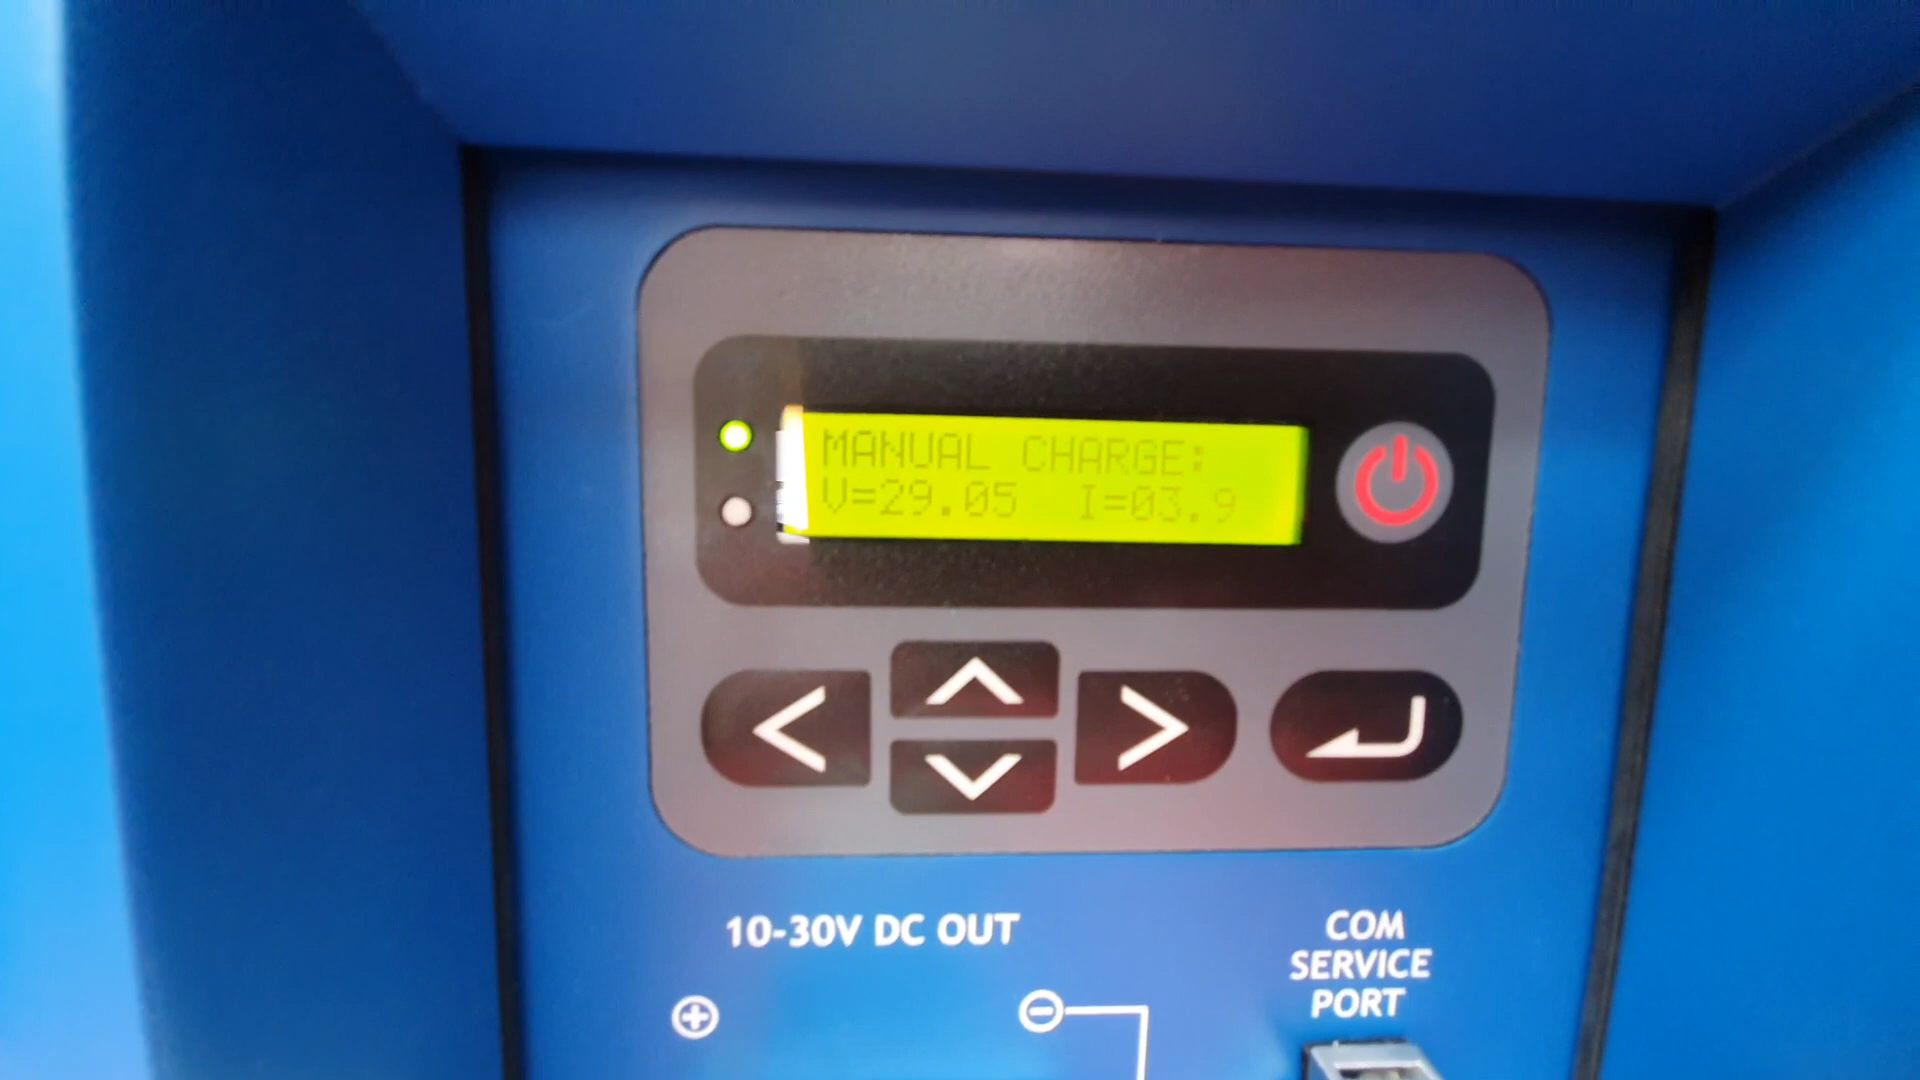 MANUAL CHARGE:
V=29.05 I=03.9
10-30V DC OUT
COM
SERVICE
PORT